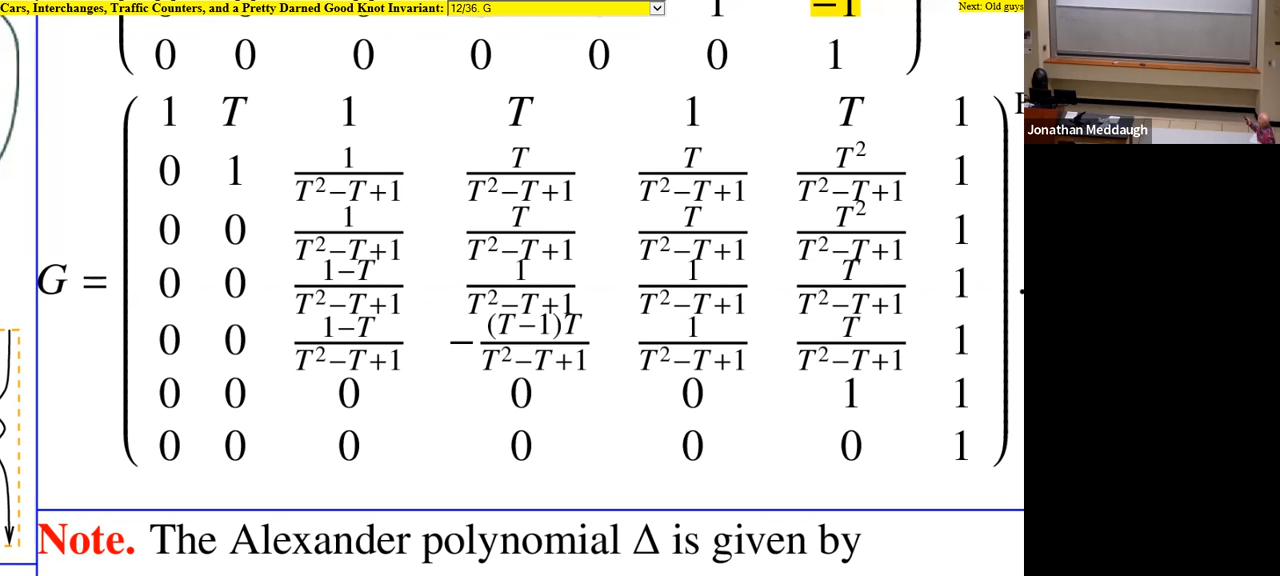 Cars, Interchanges, Traffic Counters, and a Pretty Darned Good Knot Invariant: 12/36. G Next: Old guys
1 −1
0 0 0 0 0 0 1
1 T 1 T 1 T 1
0 1 1/(T²−T+1) T/(T²−T+1) T/(T²−T+1) T²/(T²−T+1) 1
0 0 1/(T²−T+1) T/(T²−T+1) T/(T²−T+1) T²/(T²−T+1) 1
G = 0 0 (1−T)/(T²−T+1) 1/(T²−T+1) 1/(T²−T+1) T/(T²−T+1) 1 .
0 0 (1−T)/(T²−T+1) −(T−1)T/(T²−T+1) 1/(T²−T+1) T/(T²−T+1) 1
0 0 0 0 0 1 1
0 0 0 0 0 0 1
Note. The Alexander polynomial Δ is given by
Jonathan Meddaugh